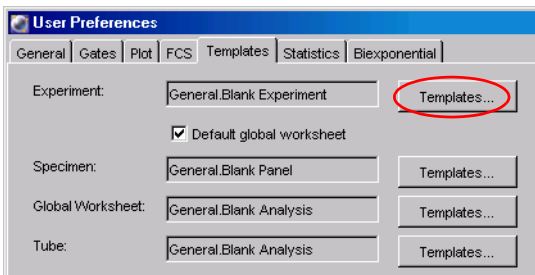 User Preferences
General Gates Plot FCS Templates Statistics Biexponential
Experiment: General.Blank Experiment Templates...
Default global worksheet
Specimen: General.Blank Panel Templates...
Global Worksheet: General.Blank Analysis Templates...
Tube: General.Blank Analysis Templates...